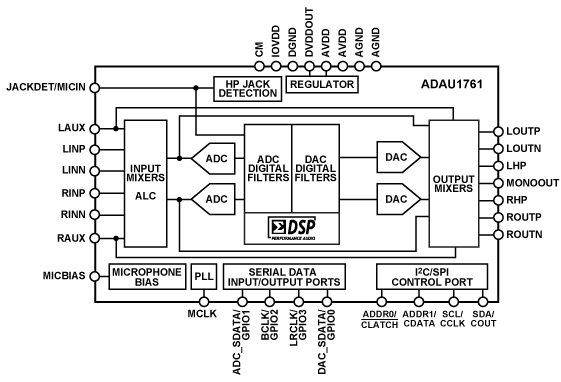 CM
IOVDD
DGND
DVDDOUT
AVDD
AVDD
AGND
AGND
ADAU1761
JACKDET/MICIN
HP JACK
DETECTION
REGULATOR
LAUX
LINP
LINN
RINP
RINN
RAUX
INPUT
MIXERS
ALC
ADC
ADC
ADC
DIGITAL
FILTERS
DAC
DIGITAL
FILTERS
DSP
PERFORMANCE AUDIO
DAC
DAC
OUTPUT
MIXERS
LOUTP
LOUTN
LHP
MONOOUT
RHP
ROUTP
ROUTN
MICBIAS
MICROPHONE
BIAS
PLL
SERIAL DATA
INPUT/OUTPUT PORTS
I²C/SPI
CONTROL PORT
MCLK
ADC_SDATA/
GPIO1
BCLK/
GPIO2
LRCLK/
GPIO3
DAC_SDATA/
GPIO0
ADDR0/
CLATCH
ADDR1/
CDATA
SCL/
CCLK
SDA/
COUT